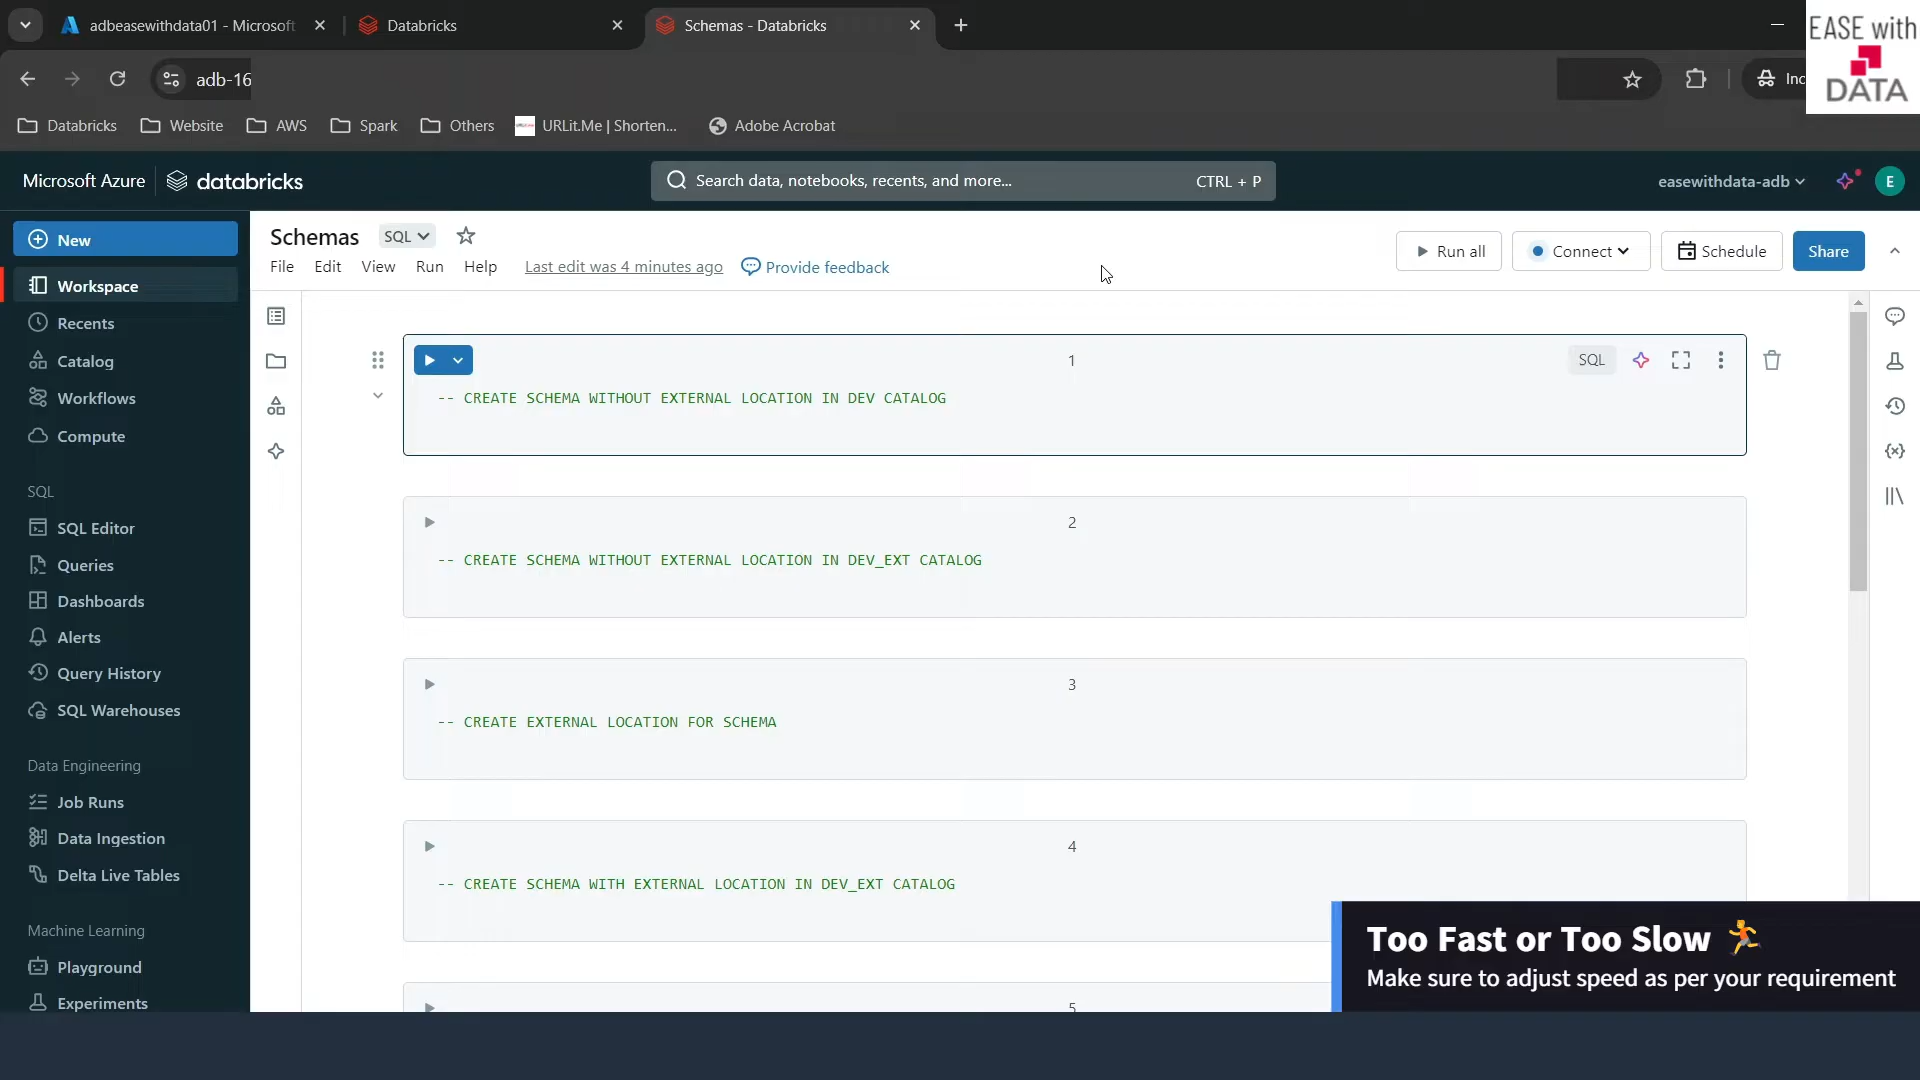 adbeasewithdata01 - Microsoft
Databricks
Schemas - Databricks
EASE with
DATA
adb-16
Inc
Databricks
Website
AWS
Spark
Others
URLit.Me | Shorten...
Adobe Acrobat
Microsoft Azure
databricks
Search data, notebooks, recents, and more...
CTRL + P
easewithdata-adb
E
New
Workspace
Recents
Catalog
Workflows
Compute
SQL
SQL Editor
Queries
Dashboards
Alerts
Query History
SQL Warehouses
Data Engineering
Job Runs
Data Ingestion
Delta Live Tables
Machine Learning
Playground
Experiments
Schemas
SQL
File
Edit
View
Run
Help
Last edit was 4 minutes ago
Provide feedback
Run all
Connect
Schedule
Share
1
SQL
-- CREATE SCHEMA WITHOUT EXTERNAL LOCATION IN DEV CATALOG
2
-- CREATE SCHEMA WITHOUT EXTERNAL LOCATION IN DEV_EXT CATALOG
3
-- CREATE EXTERNAL LOCATION FOR SCHEMA
4
-- CREATE SCHEMA WITH EXTERNAL LOCATION IN DEV_EXT CATALOG
5
Too Fast or Too Slow
Make sure to adjust speed as per your requirement